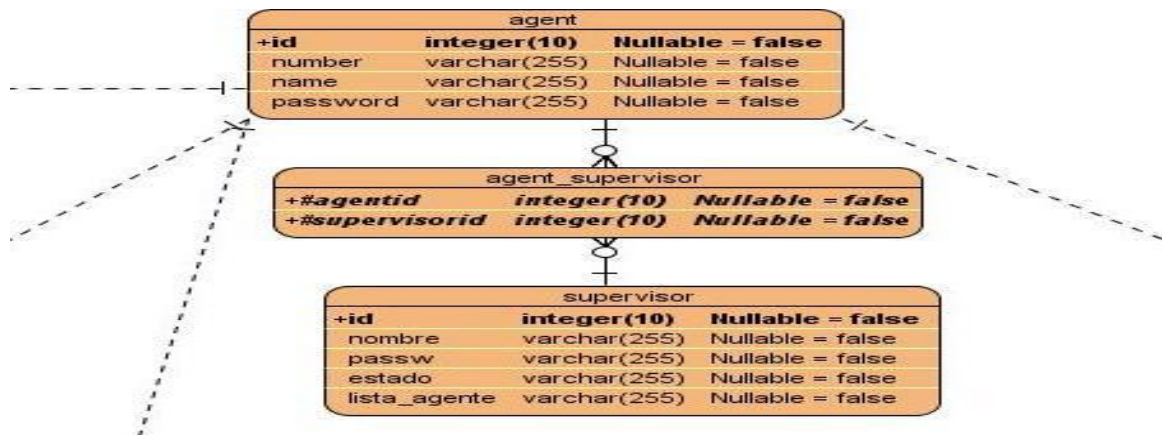 agent
+id integer(10) Nullable = false
number varchar(255) Nullable = false
name varchar(255) Nullable = false
password varchar(255) Nullable = false
agent_supervisor
+#agentid integer(10) Nullable = false
+#supervisorid integer(10) Nullable = false
supervisor
+id integer(10) Nullable = false
nombre varchar(255) Nullable = false
passw varchar(255) Nullable = false
estado varchar(255) Nullable = false
lista_agente varchar(255) Nullable = false